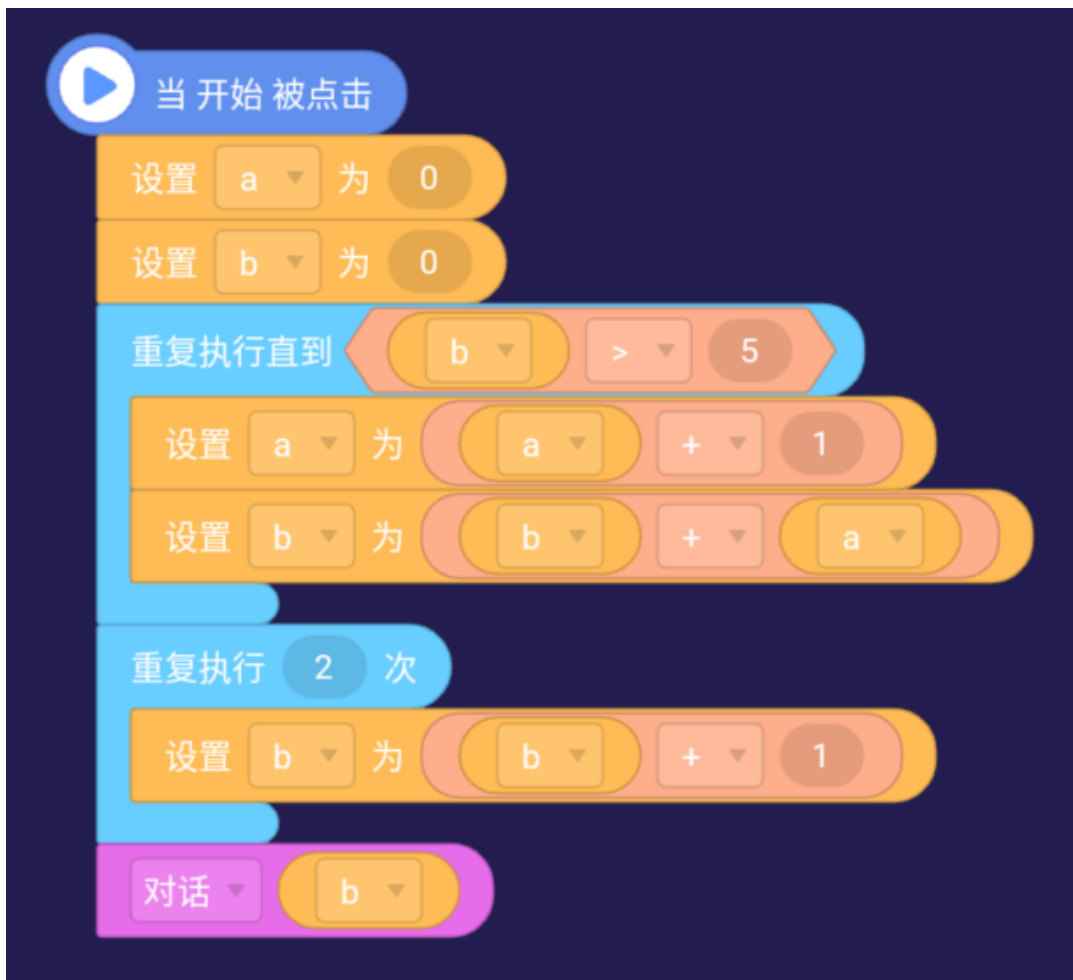 当 开始 被点击
设置 a 为 0
设置 b 为 0
重复执行直到 b > 5
设置 a 为 a + 1
设置 b 为 b + a
重复执行 2 次
设置 b 为 b + 1
对话 b